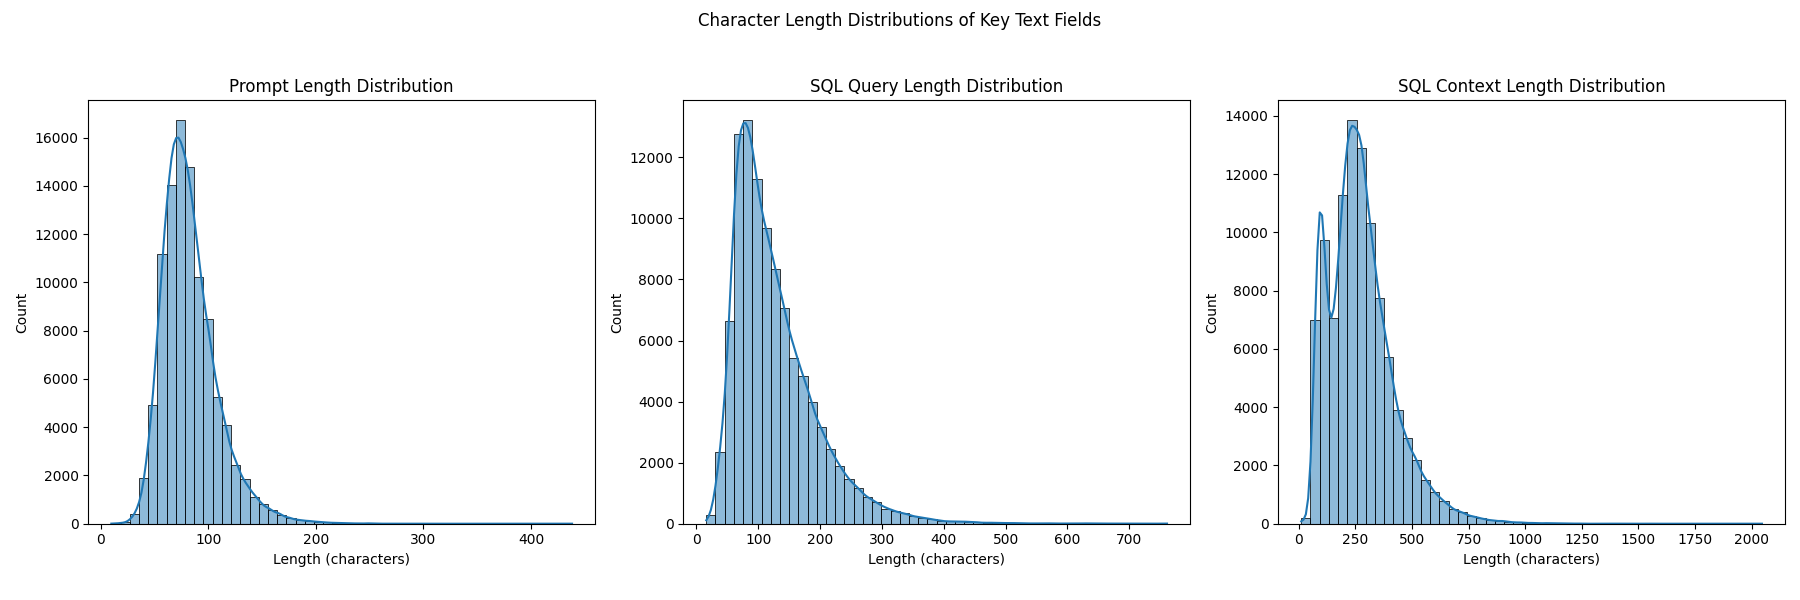 Character Length Distributions of Key Text Fields
Prompt Length Distribution
Count
16000
14000
12000
10000
8000
6000
4000
2000
0
0 100 200 300 400
Length (characters)
SQL Query Length Distribution
Count
12000
10000
8000
6000
4000
2000
0
0 100 200 300 400 500 600 700
Length (characters)
SQL Context Length Distribution
Count
14000
12000
10000
8000
6000
4000
2000
0
0 250 500 750 1000 1250 1500 1750 2000
Length (characters)